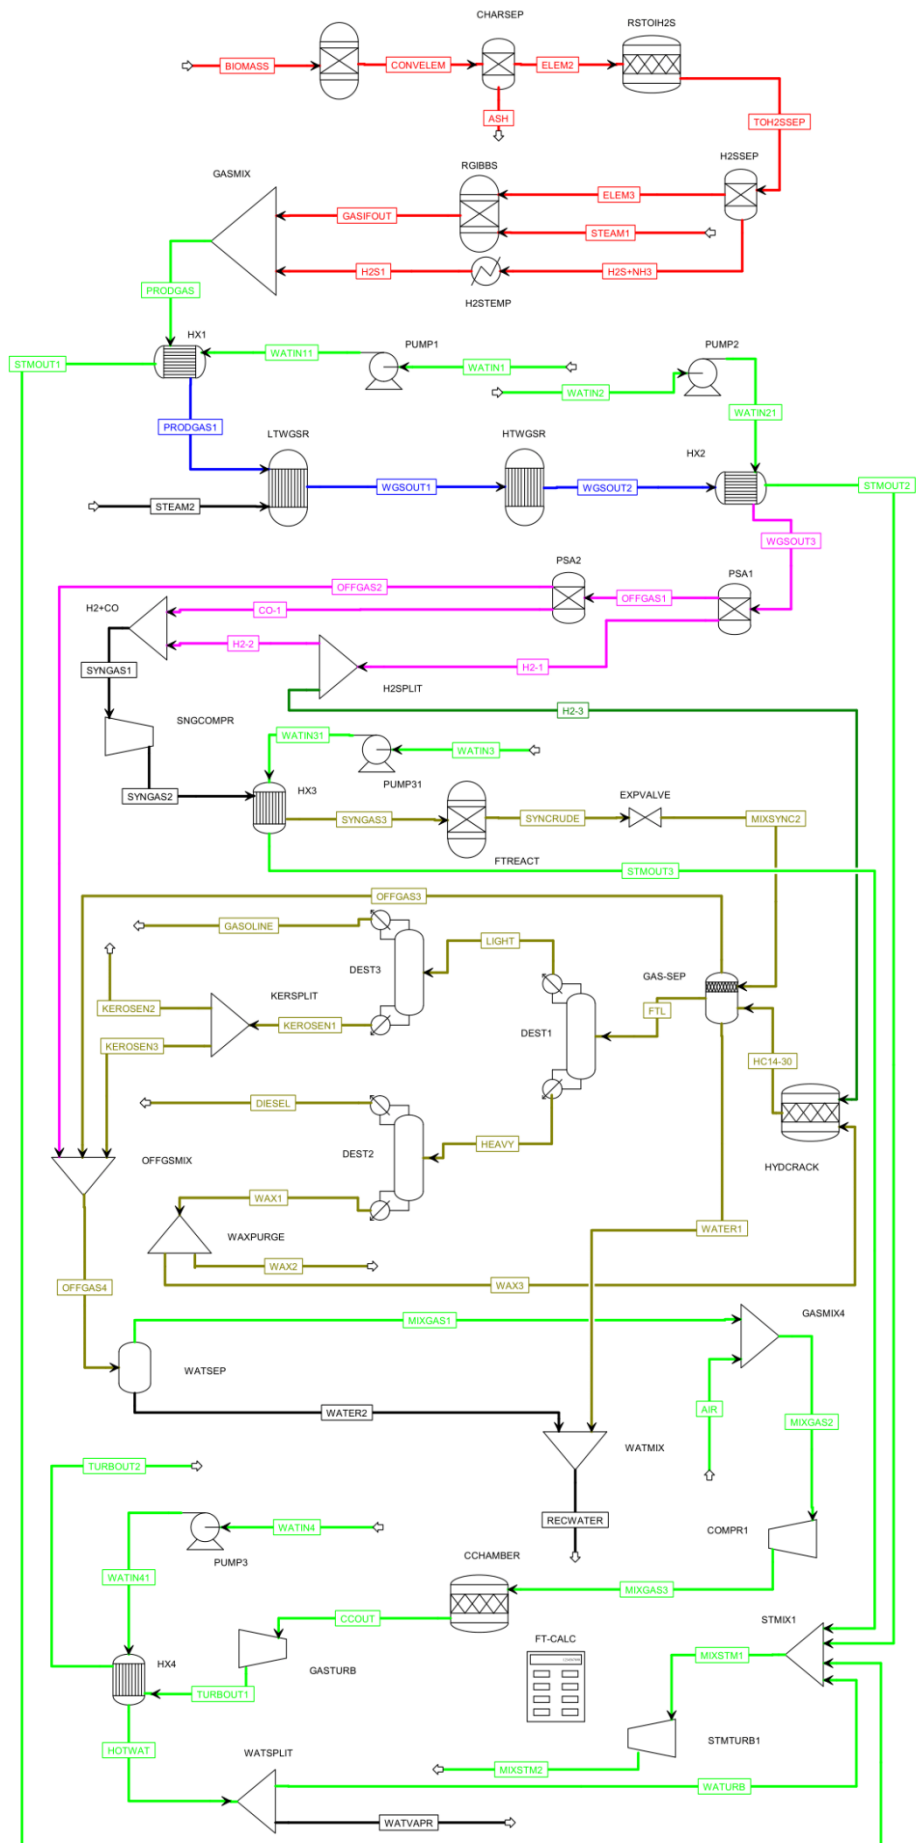 CHARSEP
RSTOIH2S
BIOMASS
CONVELEM
ELEM2
ASH
TOH2SSEP
H2SSEP
RGIBBS
GASMIX
ELEM3
GASIFOUT
STEAM1
H2S1
H2S+NH3
PRODGAS
H2STEMP
HX1
PUMP1
PUMP2
STMOUT1
WATIN11
WATIN1
WATIN2
WATIN21
PRODGAS1
LTWGSR
HTWGSR
HX2
WGSOUT1
WGSOUT2
STMOUT2
STEAM2
WGSOUT3
PSA2
PSA1
OFFGAS2
OFFGAS1
H2+CO
CO-1
H2-2
H2-1
SYNGAS1
H2SPLIT
H2-3
SNGCOMPR
WATIN31
WATIN3
PUMP31
SYNGAS2
HX3
EXPVALVE
SYNGAS3
SYNCRUDE
MIXSYNC2
FTREACT
STMOUT3
OFFGAS3
GASOLINE
LIGHT
DEST3
GAS-SEP
KERSPLIT
KEROSEN2
FTL
KEROSEN1
DEST1
KEROSEN3
HC14-30
DIESEL
HEAVY
DEST2
OFFGSMIX
HYDCRACK
WAX1
WATER1
WAXPURGE
WAX2
OFFGAS4
WAX3
GASMIX4
MIXGAS1
WATSEP
WATER2
AIR
MIXGAS2
WATMIX
TURBOUT2
RECWATER
WATIN4
COMPR1
PUMP3
CCHAMBER
WATIN41
MIXGAS3
CCOUT
STMIX1
FT-CALC
MIXSTM1
HX4
GASTURB
TURBOUT1
STMTURB1
HOTWAT
WATSPLIT
MIXSTM2
WATURB
WATVAPR